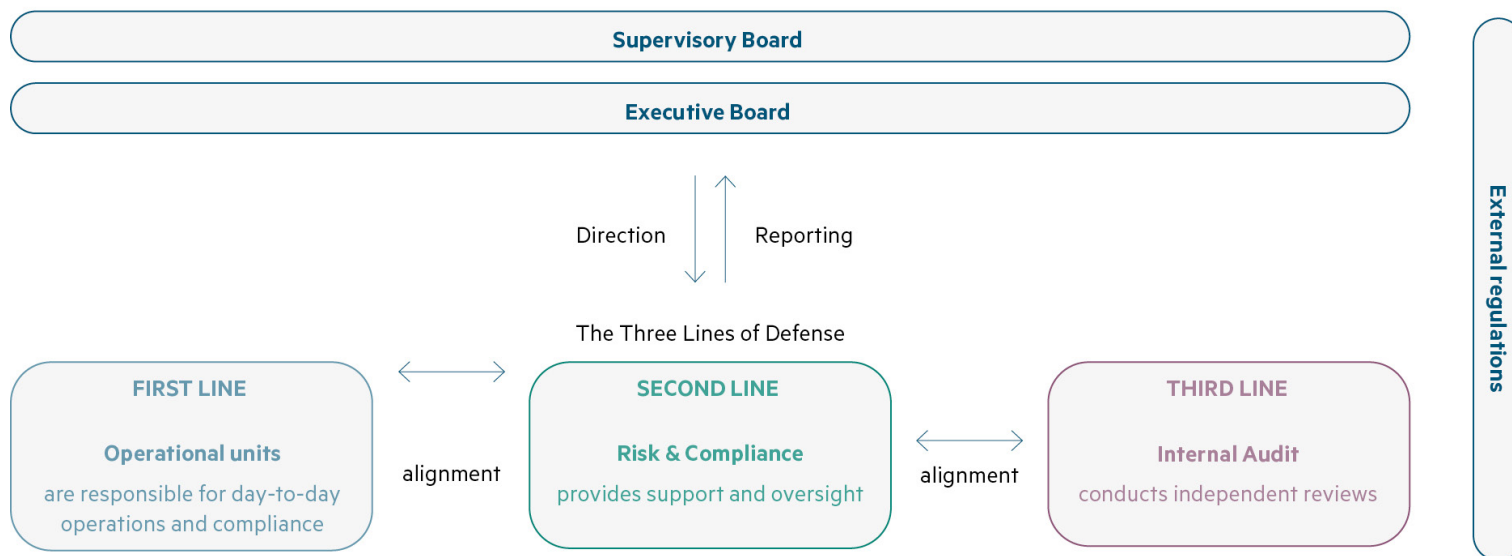 Supervisory Board
Executive Board
Direction
Reporting
The Three Lines of Defense
FIRST LINE
Operational units
are responsible for day-to-day
operations and compliance
alignment
SECOND LINE
Risk & Compliance
provides support and oversight
alignment
THIRD LINE
Internal Audit
conducts independent reviews
External regulations